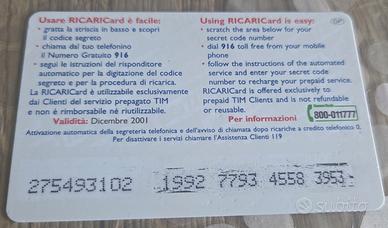 Usare RICARICard è facile:
• gratta la striscia in basso e scopri
il codice segreto
• chiama dal tuo telefonino
il Numero Gratuito 916
• segui le istruzioni del risponditore
automatico per la digitazione del codice
segreto e per la procedura di ricarica.
La RICARICard è utilizzabile esclusivamente
dai Clienti del servizio prepagato TIM
e non è rimborsabile né riutilizzabile.
Validità: Dicembre 2001
Using RICARICard is easy:
• scratch the area below for your
secret code number
• dial 916 toll free from your mobile
phone
• follow the instructions of the automated
service and enter your secret code
number to recharge your prepaid service.
RICARICard is offered exclusively to
prepaid TIM Clients and is not refundable
or reusable.
Per informazioni
800-011777
Attivazione automatica della segreteria telefonica e dell'avviso di chiamata dopo ricariche a credito telefonico 0.
Per disattivare i servizi chiamare l'Assistenza Clienti 119
275493102
1992 7793 4558 3953
subito